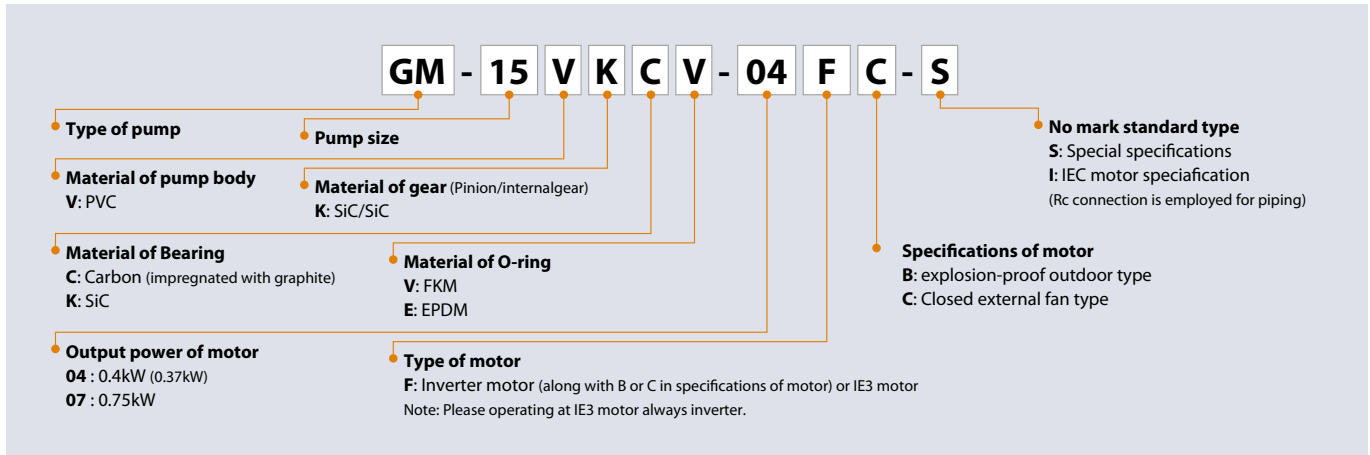 GM - 15 V K C V - 04 F C - S
Type of pump
Pump size
Material of pump body
V: PVC
Material of gear (Pinion/internalgear)
K: SiC/SiC
Material of Bearing
C: Carbon (impregnated with graphite)
K: SiC
Material of O-ring
V: FKM
E: EPDM
Output power of motor
04 : 0.4kW (0.37kW)
07 : 0.75kW
Type of motor
F: Inverter motor (along with B or C in specifications of motor) or IE3 motor
Note: Please operating at IE3 motor always inverter.
Specifications of motor
B: explosion-proof outdoor type
C: Closed external fan type
No mark standard type
S: Special specifications
I: IEC motor speciafification
(Rc connection is employed for piping)